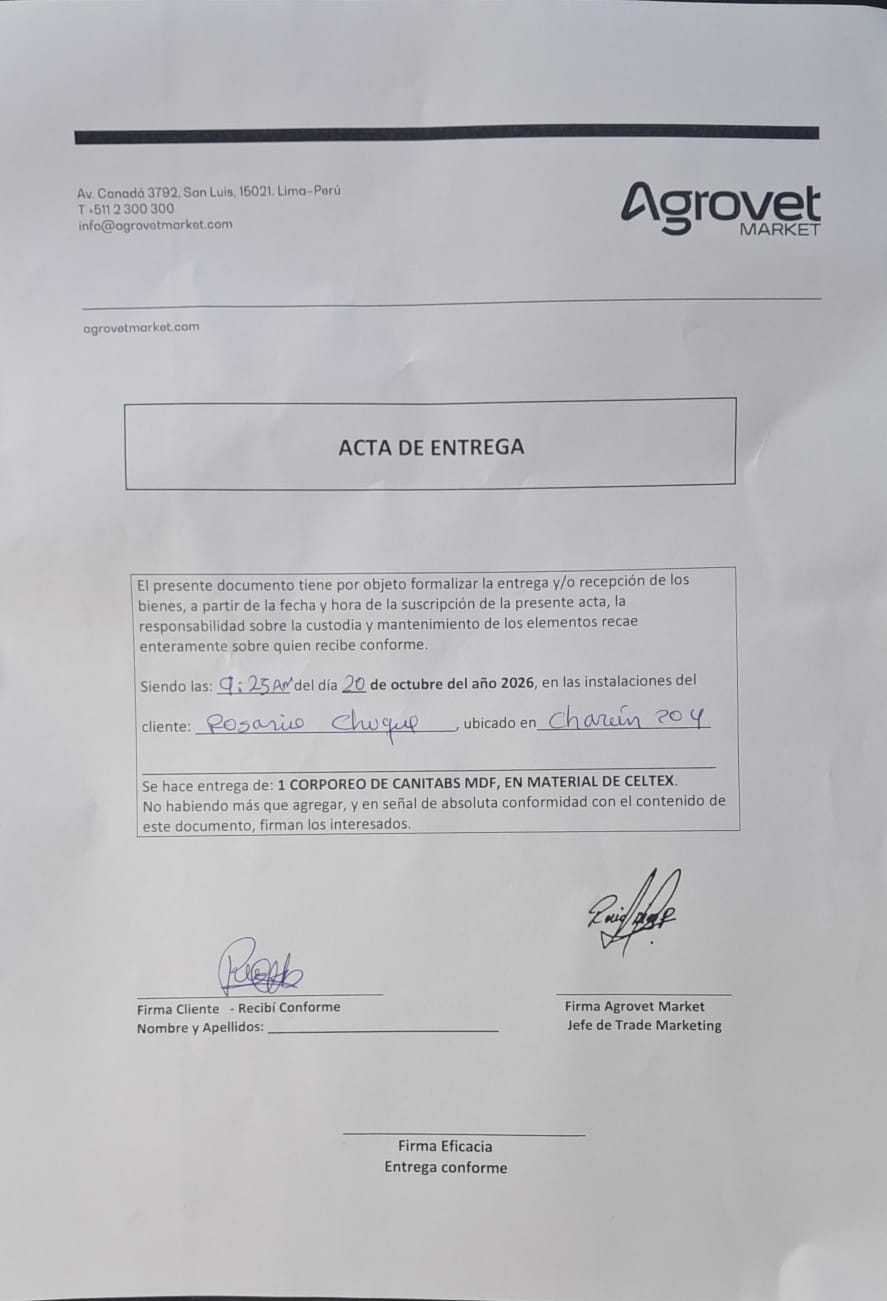 Av. Canadá 3792, San Luis, 15021, Lima-Perú
T +511 2 300 300
info@agrovetmarket.com
Agrovet
MARKET
agrovetmarket.com
ACTA DE ENTREGA
El presente documento tiene por objeto formalizar la entrega y/o recepción de los
bienes, a partir de la fecha y hora de la suscripción de la presente acta, la
responsabilidad sobre la custodia y mantenimiento de los elementos recae
enteramente sobre quien recibe conforme.
Siendo las: 9:25AM del día 20 de octubre del año 2026, en las instalaciones del
cliente: Rosario Choque, ubicado en 204
Se hace entrega de: 1 CORPOREO DE CANITABS MDF, EN MATERIAL DE CELTEX.
No habiendo más que agregar, y en señal de absoluta conformidad con el contenido de
este documento, firman los interesados.
Firma Cliente - Recibí Conforme
Nombre y Apellidos:
Firma Agrovet Market
Jefe de Trade Marketing
Firma Eficacia
Entrega conforme